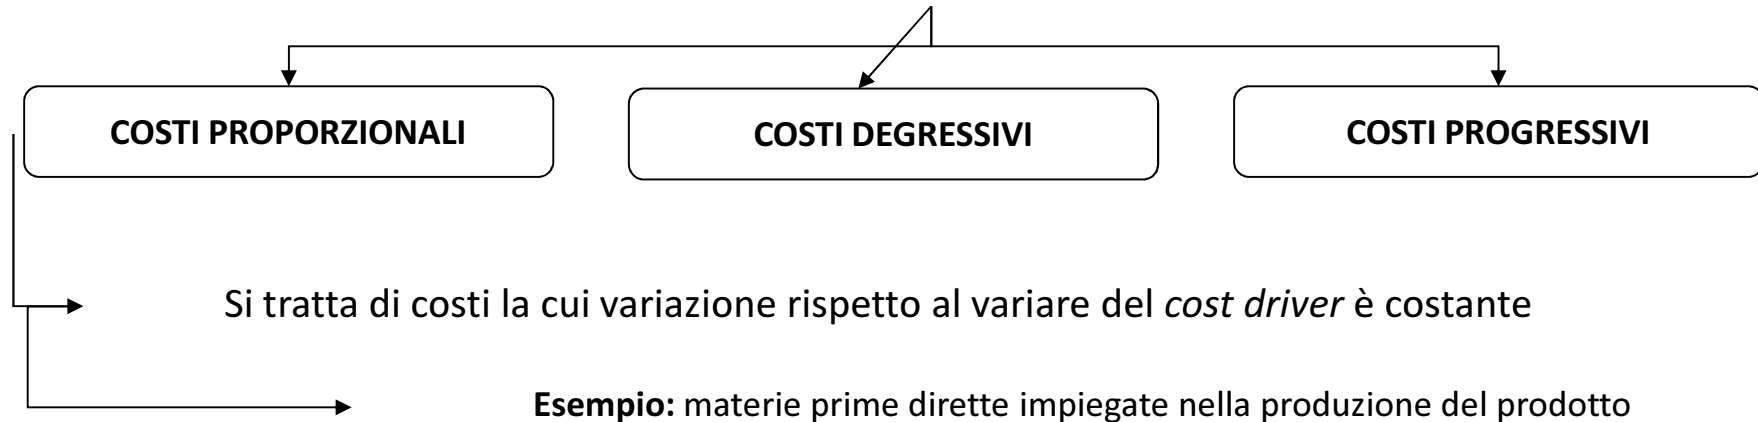 COSTI PROPORZIONALI
COSTI DEGRESSIVI
COSTI PROGRESSIVI
Si tratta di costi la cui variazione rispetto al variare del cost driver è costante
Esempio: materie prime dirette impiegate nella produzione del prodotto